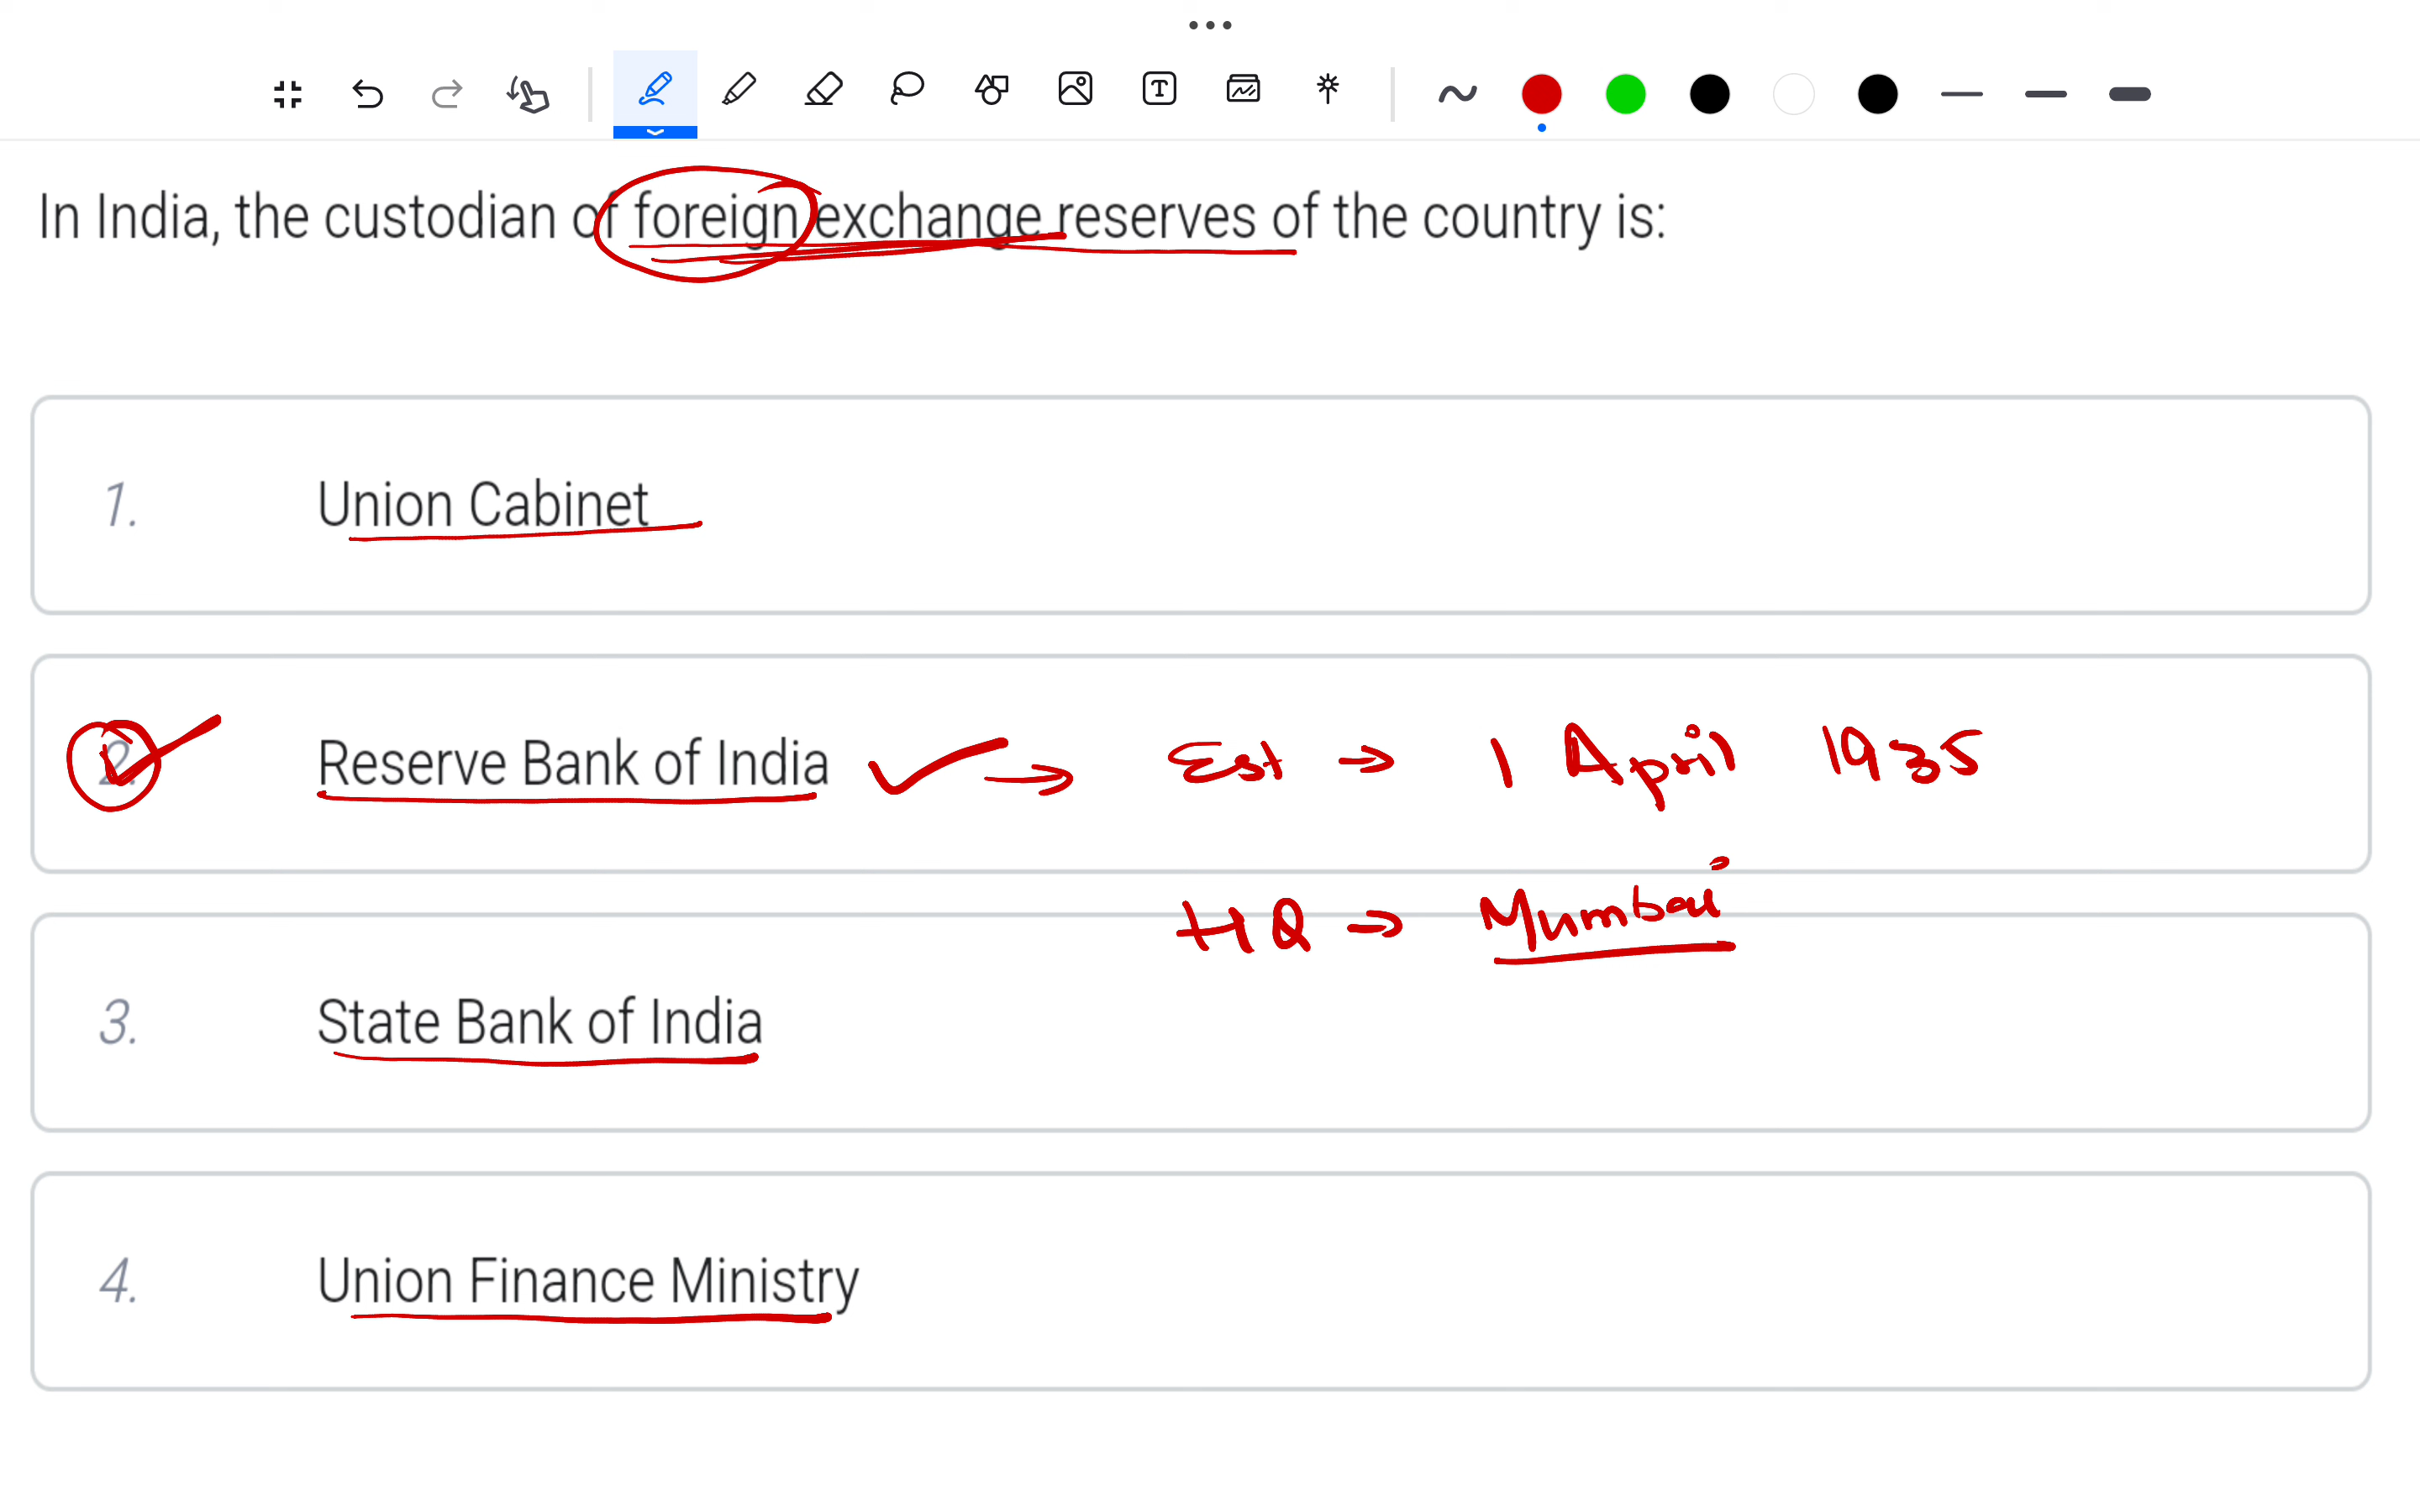 In India, the custodian of foreign exchange reserves of the country is:
1. Union Cabinet
2. Reserve Bank of India Est → 1 April 1935
HQ → Mumbai
3. State Bank of India
4. Union Finance Ministry